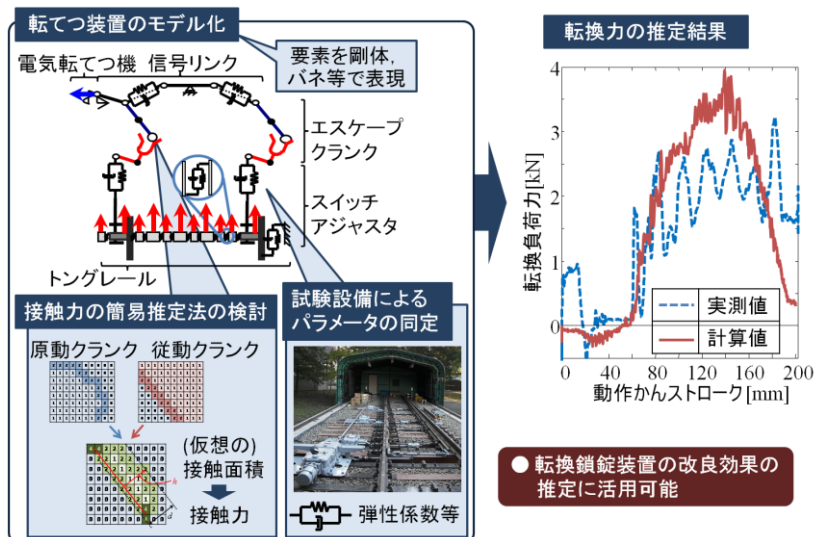 転てつ装置のモデル化
要素を剛体，
バネ等で表現
電気転てつ機 信号リンク
エスケープ
クランク
スイッチ
アジャスタ
トングレール
接触力の簡易推定法の検討
原動クランク 従動クランク
(仮想の)
接触面積
接触力
試験設備による
パラメータの同定
弾性係数等
転換力の推定結果
転換負荷力[kN]
4
3
2
1
0
実測値
計算値
0 40 80 120 160 200
動作かんストローク[mm]
● 転換鎖錠装置の改良効果の
推定に活用可能